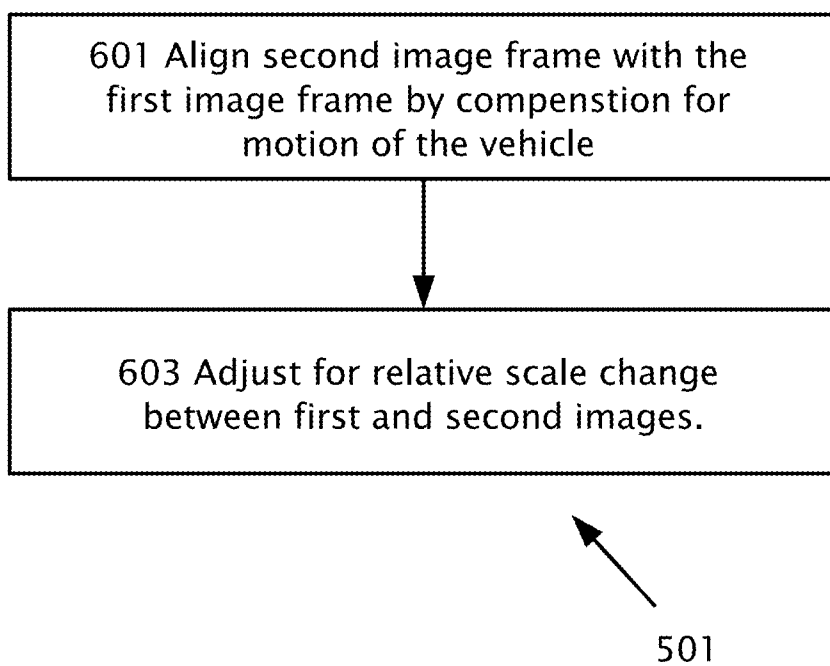 601 Align second image frame with the
first image frame by compenstion for
motion of the vehicle
603 Adjust for relative scale change
between first and second images.
501